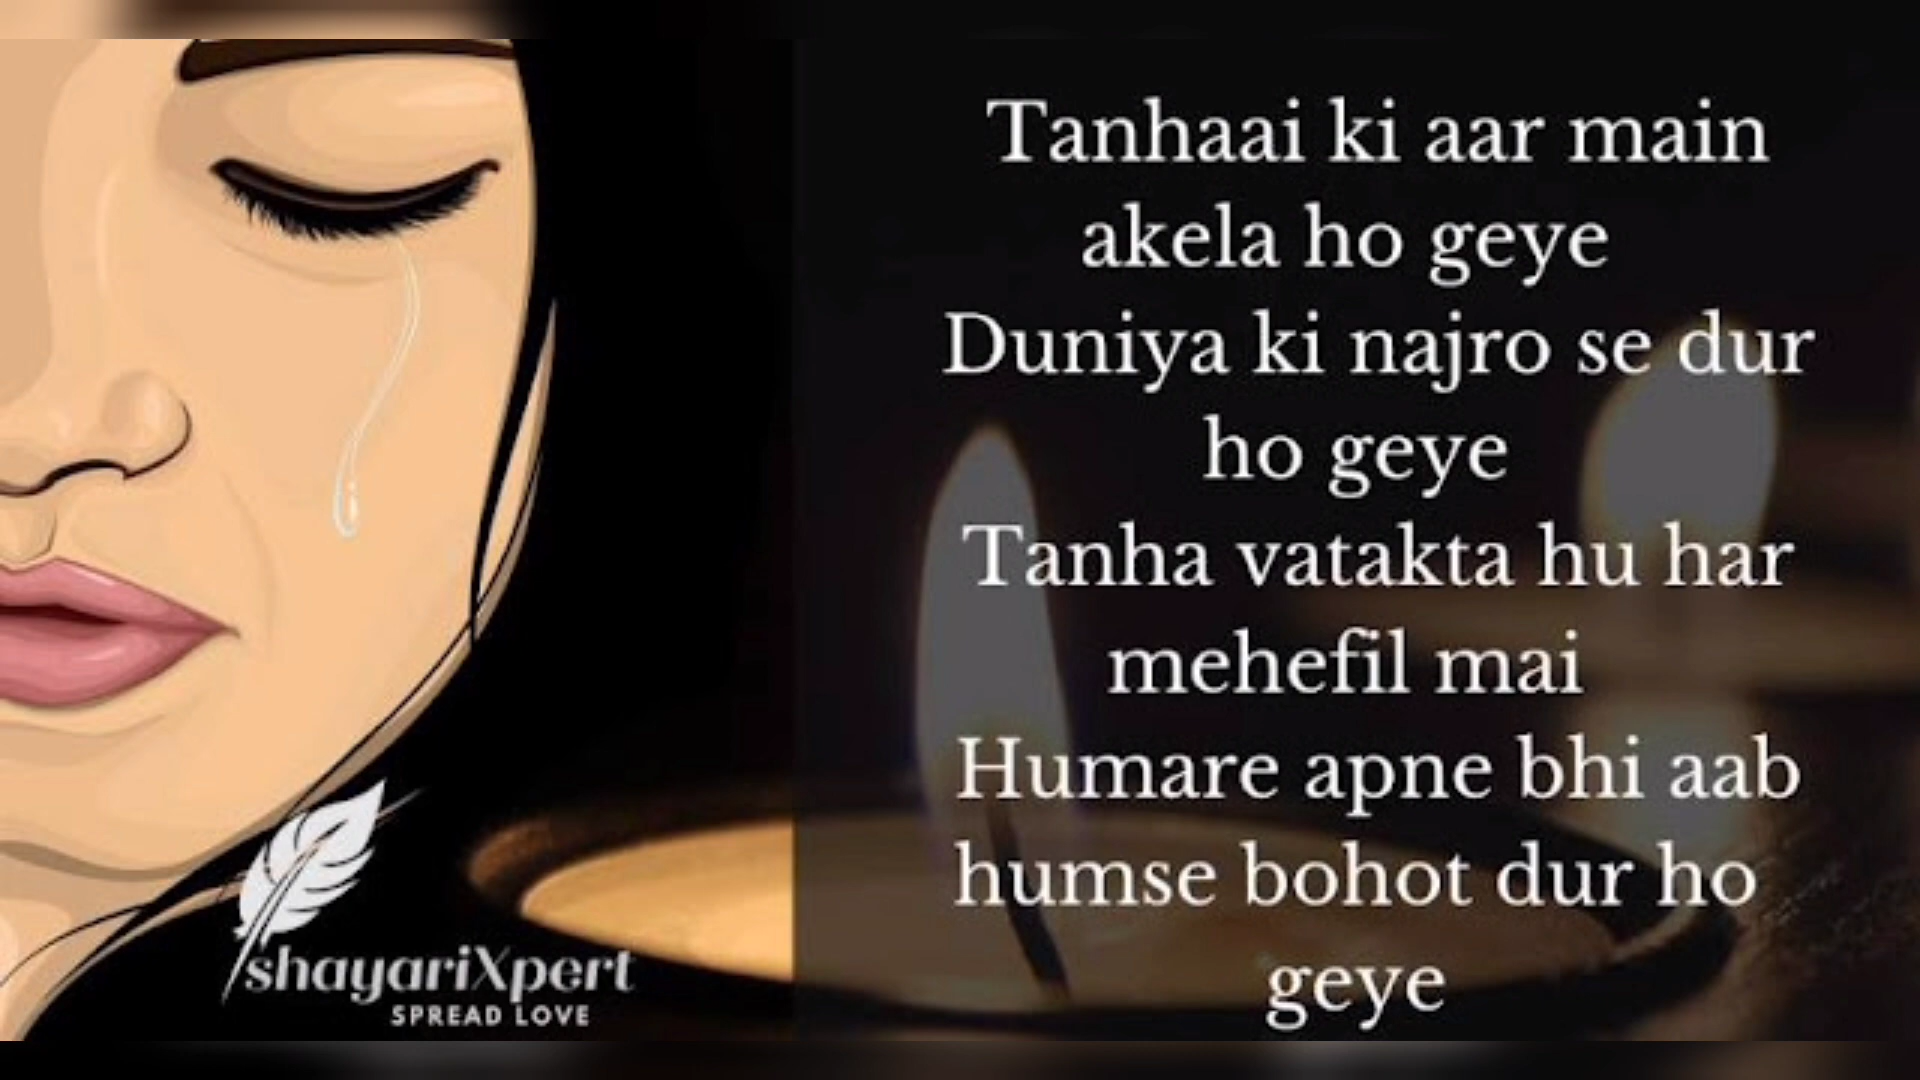 Tanhaai ki aar main
akela ho geye
Duniya ki najro se dur
ho geye
Tanha vatakta hu har
mehefil mai
Humare apne bhi aab
humse bohot dur ho
geye
shayariXpert
SPREAD LOVE